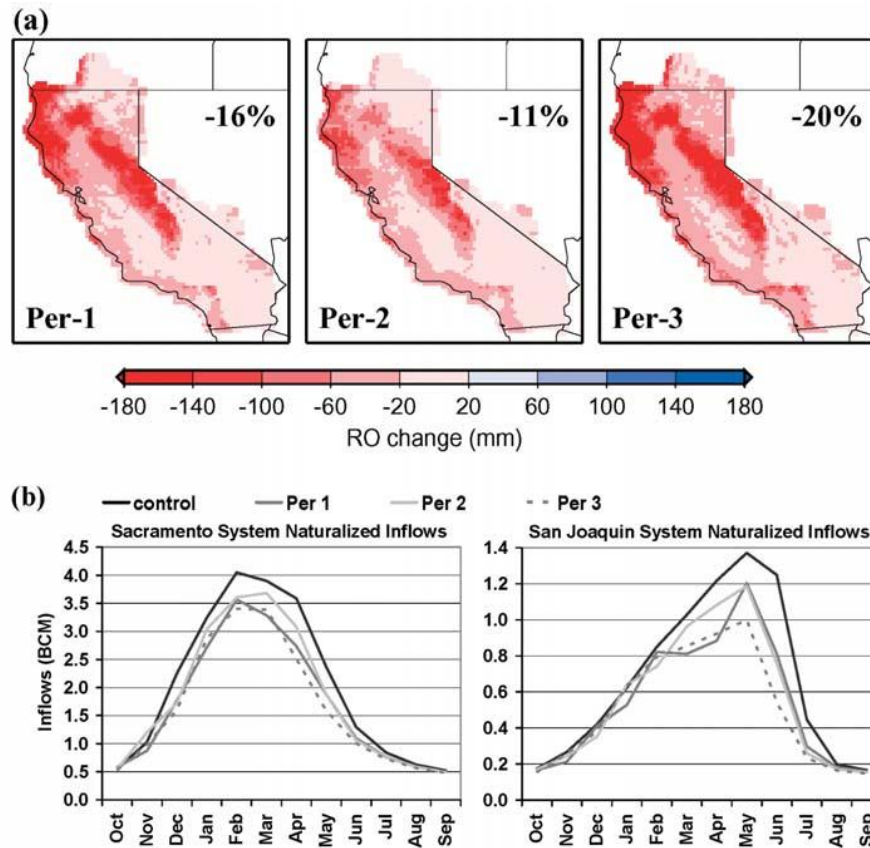 (a)
-16%
-11%
-20%
Per-1
Per-2
Per-3
-180 -140 -100 -60 -20 20 60 100 140 180
RO change (mm)
(b)
control Per 1 Per 2 Per 3
Sacramento System Naturalized Inflows
San Joaquin System Naturalized Inflows
Inflows (BCM)
4.5
4.0
3.5
3.0
2.5
2.0
1.5
1.0
0.5
0.0
Oct Nov Dec Jan Feb Mar Apr May Jun Jul Aug Sep
1.4
1.2
1.0
0.8
0.6
0.4
0.2
0.0
Oct Nov Dec Jan Feb Mar Apr May Jun Jul Aug Sep